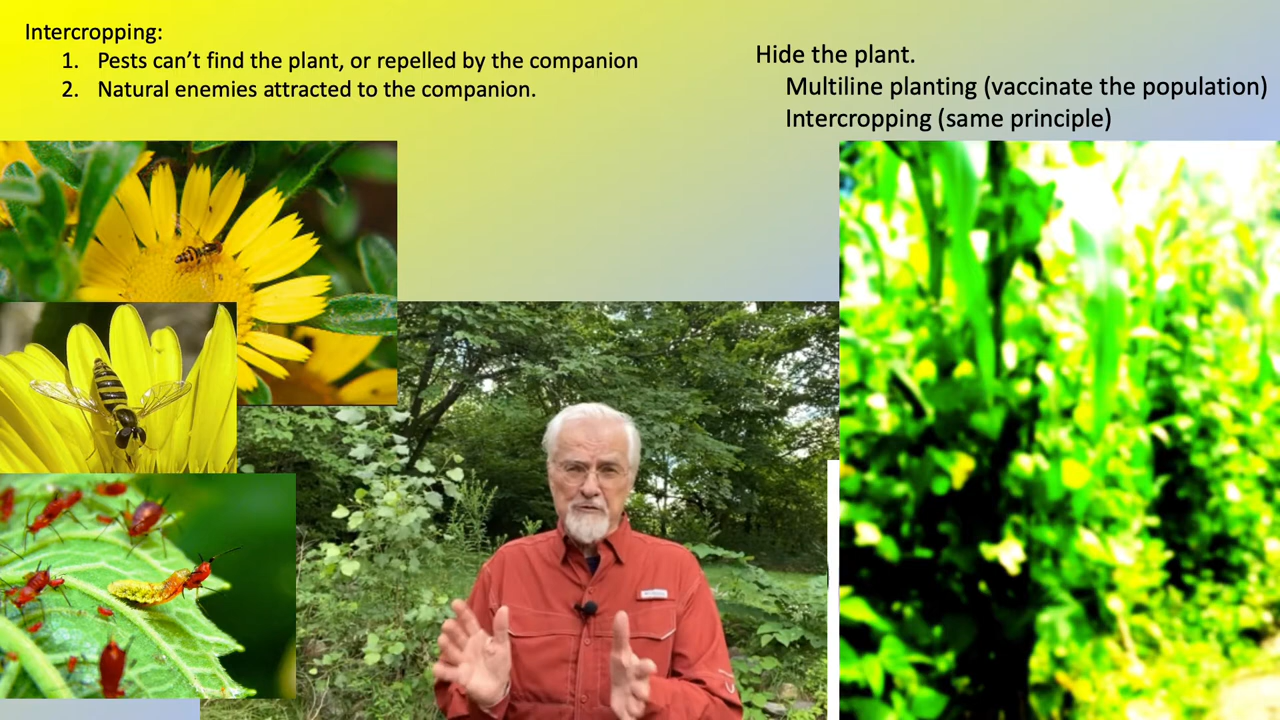 Intercropping:
1. Pests can’t find the plant, or repelled by the companion
2. Natural enemies attracted to the companion.
Hide the plant.
Multiline planting (vaccinate the population)
Intercropping (same principle)